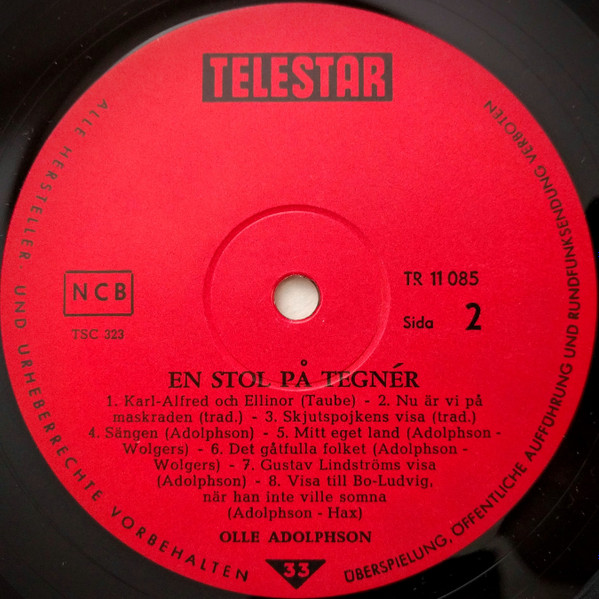 TELESTAR
ALLE HERSTELLER- UND URHEBERRECHTE VORBEHALTEN
ÜBERSPIELUNG, ÖFFENTLICHE AUFFÜHRUNG UND RUNDFUNKSENDUNG VERBOTEN
NCB
TSC 323
TR 11 085
Sida 2
EN STOL PÅ TEGNÉR
1. Karl-Alfred och Ellinor (Taube) - 2. Nu är vi på
maskraden (trad.) - 3. Skjutspojkens visa (trad.)
4. Sängen (Adolphson) - 5. Mitt eget land (Adolphson -
Wolgers) - 6. Det gåtfulla folket (Adolphson -
Wolgers) - 7. Gustav Lindströms visa
(Adolphson) - 8. Visa till Bo-Ludvig,
när han inte ville somna
(Adolphson - Hax)
OLLE ADOLPHSON
33